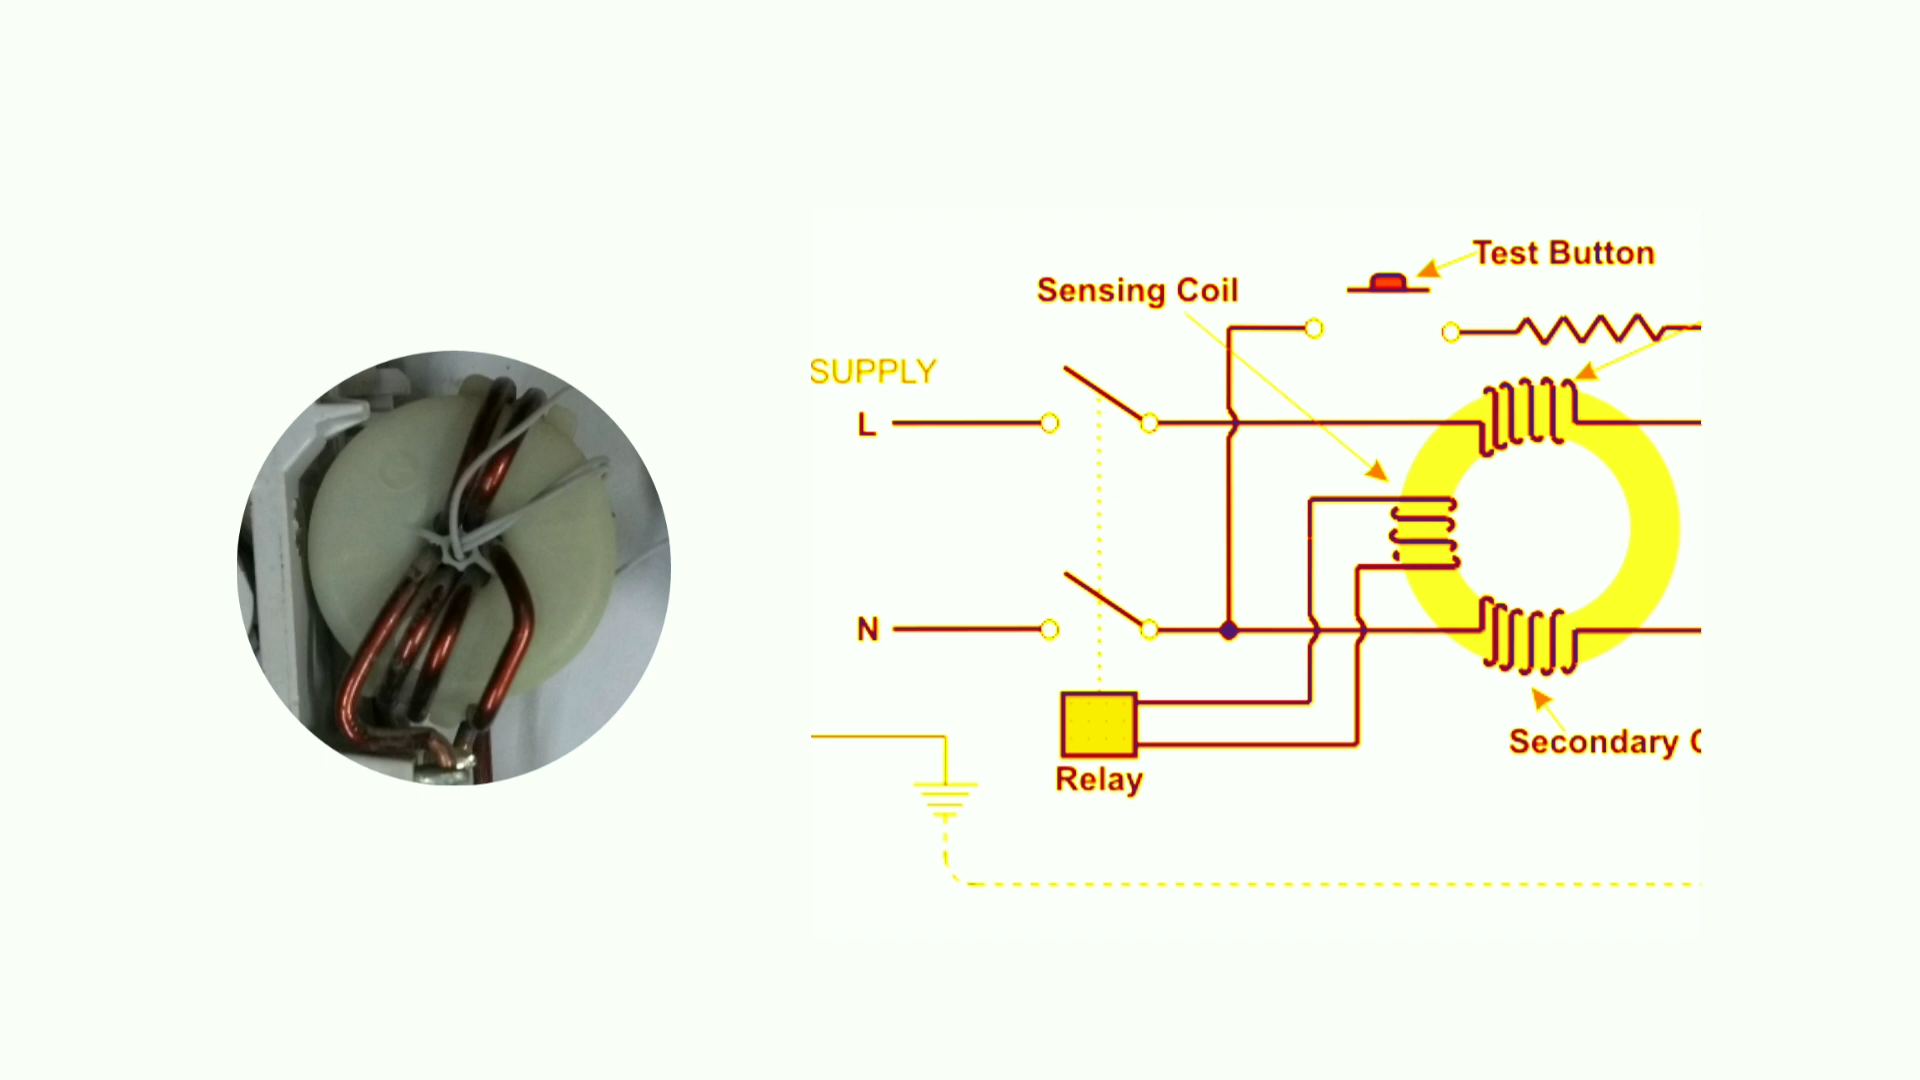 Test Button
Sensing Coil
SUPPLY
L
N
Secondary
Relay